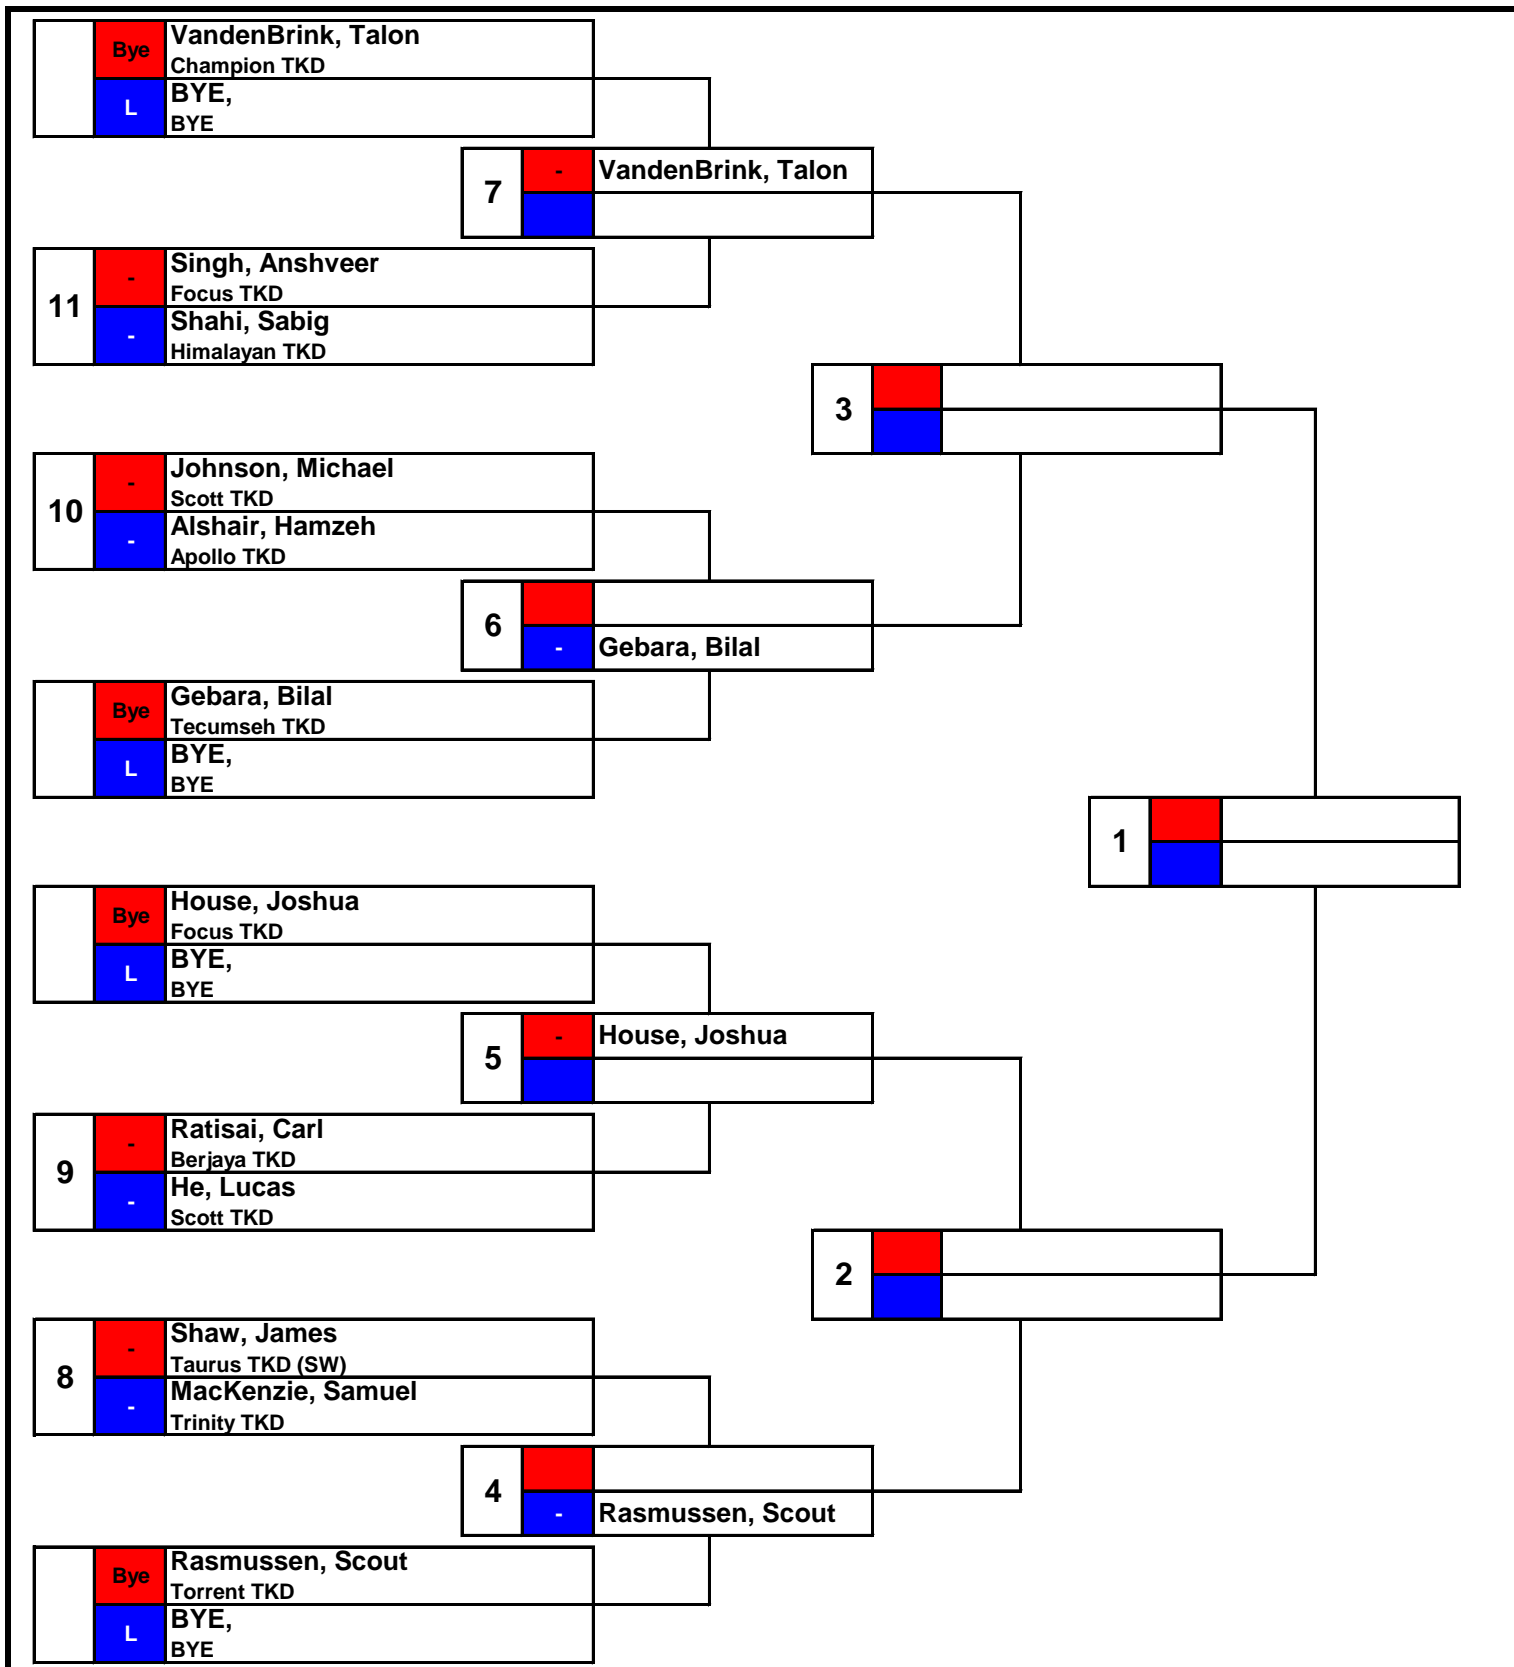 Bye VandenBrink, Talon
Champion TKD
L BYE,
BYE
7 - VandenBrink, Talon
11 - Singh, Anshveer
Focus TKD
- Shahi, Sabig
Himalayan TKD
3
10 - Johnson, Michael
Scott TKD
- Alshair, Hamzeh
Apollo TKD
6
- Gebara, Bilal
Bye Gebara, Bilal
Tecumseh TKD
L BYE,
BYE
1
Bye House, Joshua
Focus TKD
L BYE,
BYE
5 - House, Joshua
9 - Ratisai, Carl
Berjaya TKD
- He, Lucas
Scott TKD
2
8 - Shaw, James
Taurus TKD (SW)
- MacKenzie, Samuel
Trinity TKD
4
- Rasmussen, Scout
Bye Rasmussen, Scout
Torrent TKD
L BYE,
BYE